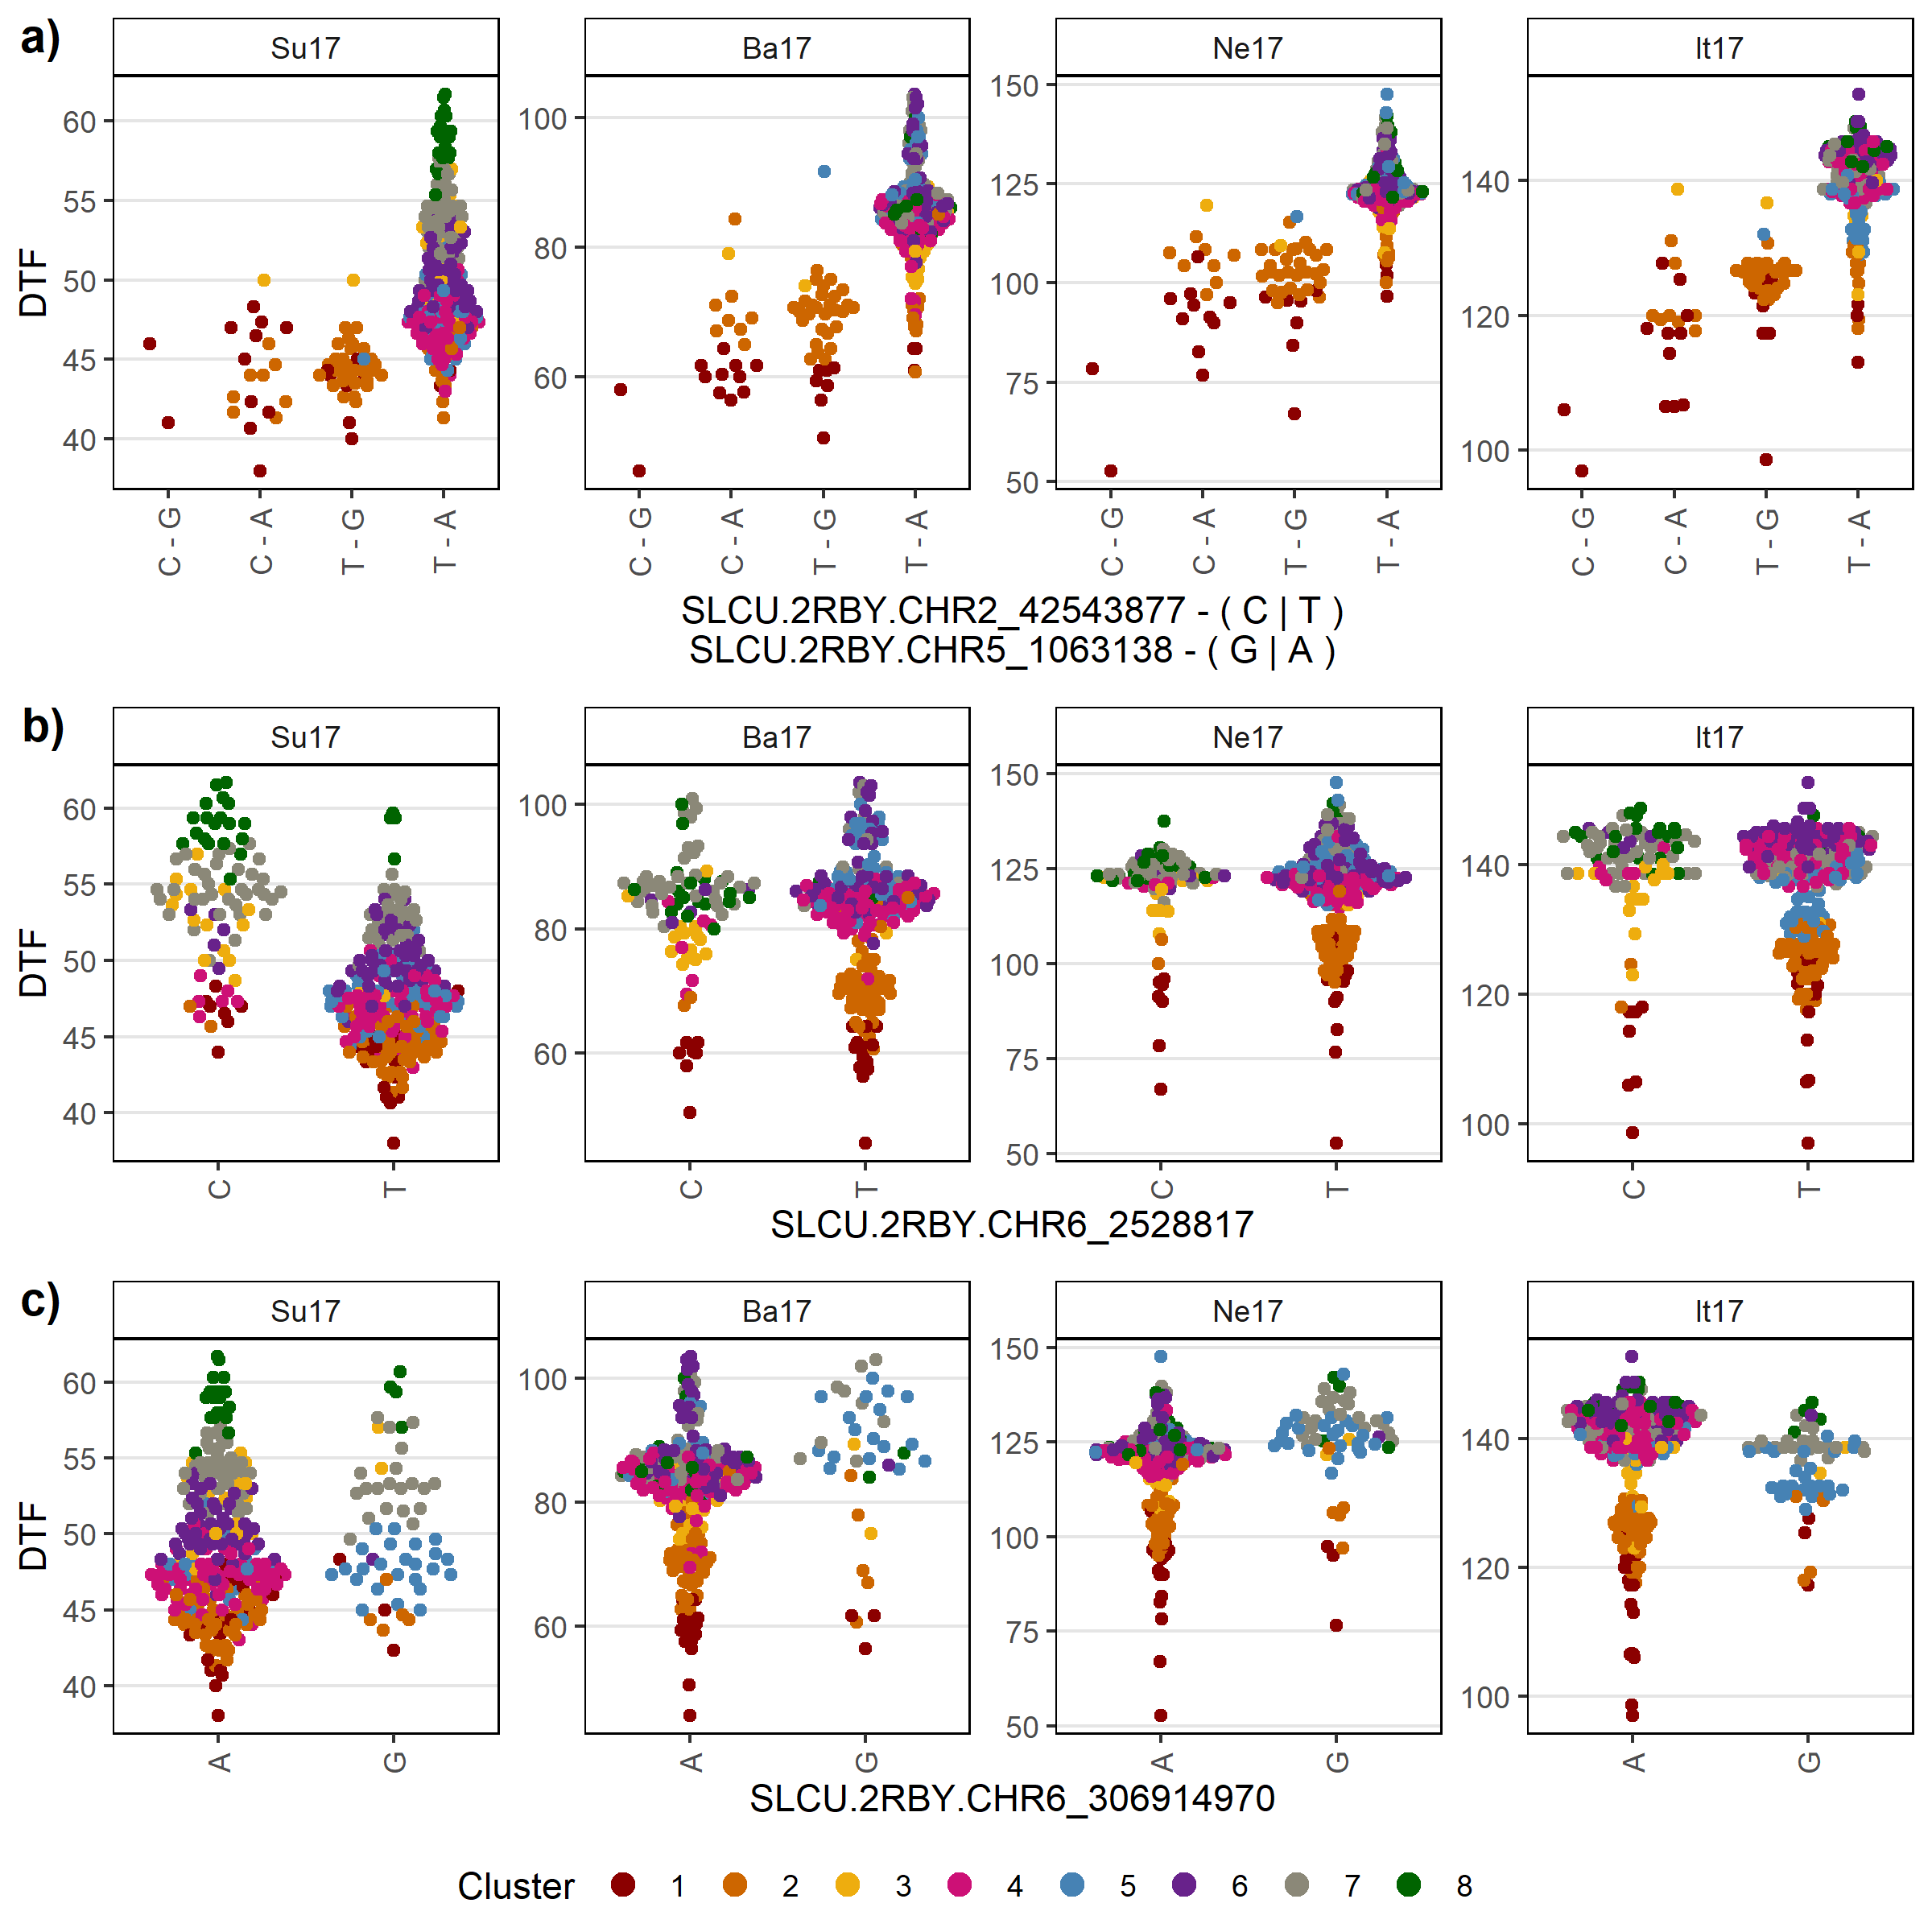 a)
Su17 Ba17 Ne17 It17
DTF
60 55 50 45 40
100 80 60
150 125 100 75 50
140 120 100
C - G C - A T - G T - A
C - G C - A T - G T - A
C - G C - A T - G T - A
C - G C - A T - G T - A
SLCU.2RBY.CHR2_42543877 - ( C | T )
SLCU.2RBY.CHR5_1063138 - ( G | A )
b)
Su17 Ba17 Ne17 It17
DTF
60 55 50 45 40
100 80 60
150 125 100 75 50
140 120 100
C T C T C T C T
SLCU.2RBY.CHR6_2528817
c)
Su17 Ba17 Ne17 It17
DTF
60 55 50 45 40
100 80 60
150 125 100 75 50
140 120 100
A G A G A G A G
SLCU.2RBY.CHR6_306914970
Cluster 1 2 3 4 5 6 7 8